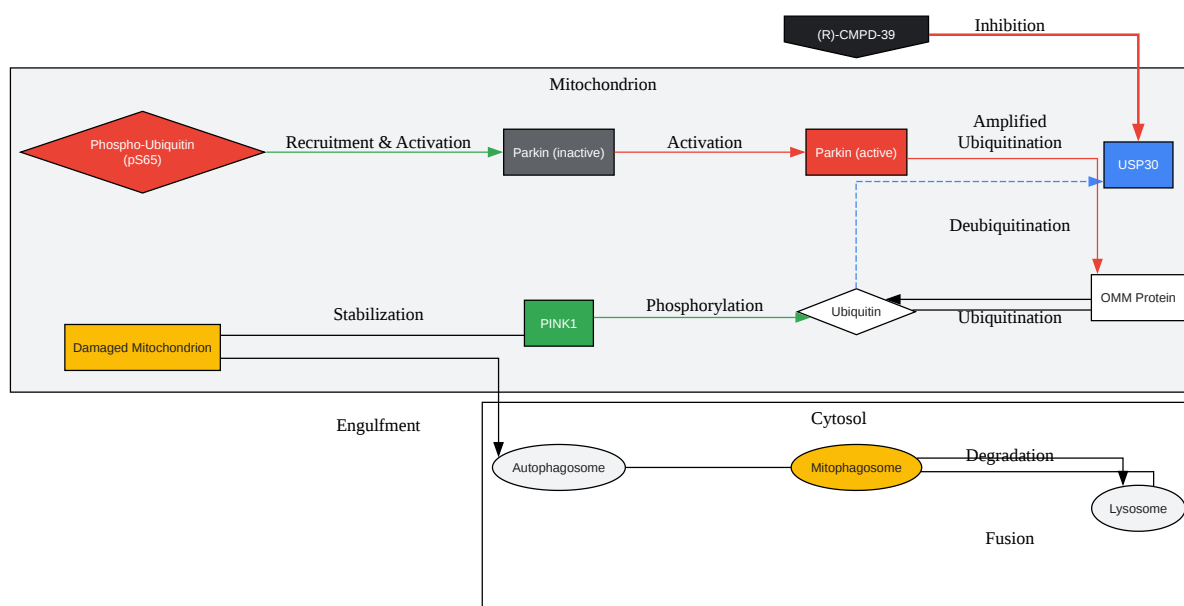 (R)-CMPD-39
Inhibition
Mitochondrion
Phospho-Ubiquitin
(pS65)
Recruitment & Activation
Parkin (inactive)
Activation
Parkin (active)
Amplified
Ubiquitination
USP30
Deubiquitination
Damaged Mitochondrion
Stabilization
PINK1
Phosphorylation
Ubiquitin
Ubiquitination
OMM Protein
Engulfment
Cytosol
Autophagosome
Mitophagosome
Degradation
Lysosome
Fusion